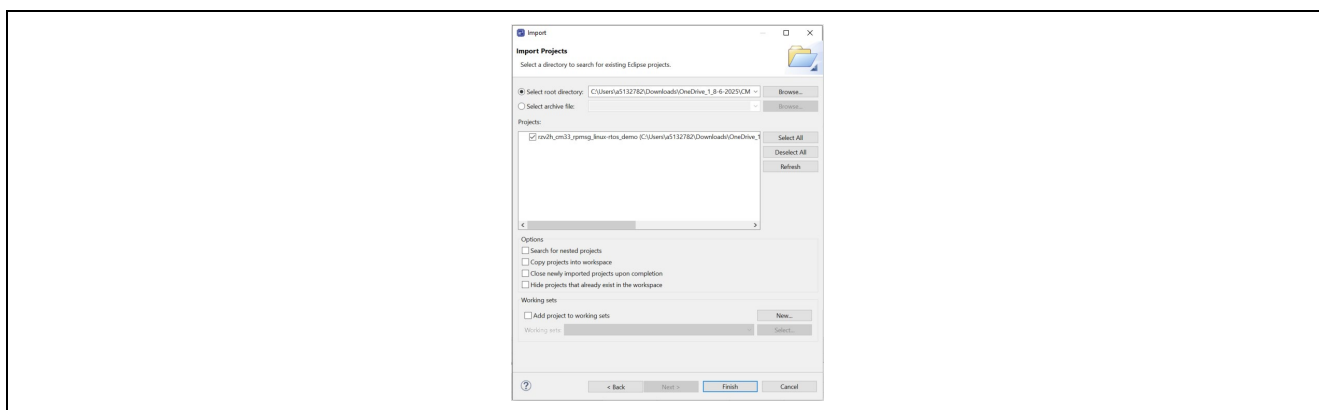 Import
Import Projects
Select a directory to search for existing Eclipse projects.
Select root directory: C:\Users\a5132782\Downloads\OneDrive_1_8-6-2025\CM Browse...
Select archive file: Browse...
Projects:
rzv2h_cm33_rpmsg_linux-rtos_demo (C:\Users\a5132782\Downloads\OneDrive_1 Select All
Deselect All
Refresh
Options
Search for nested projects
Copy projects into workspace
Close newly imported projects upon completion
Hide projects that already exist in the workspace
Working sets
Add project to working sets New...
Working sets: Select...
? < Back Next > Finish Cancel